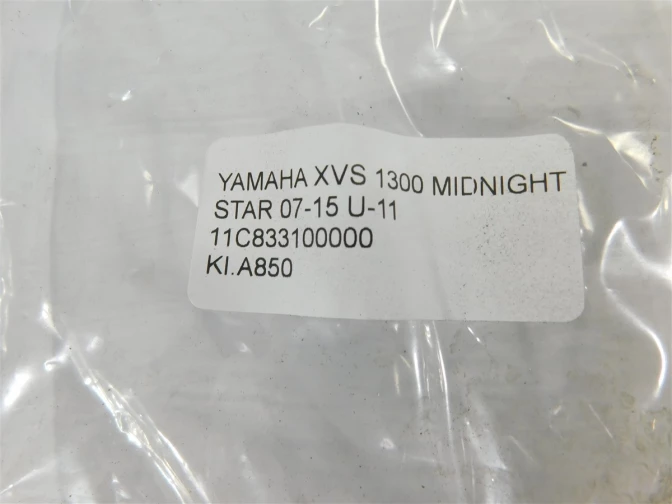 YAMAHA XVS 1300 MIDNIGHT
STAR 07-15 U-11
11C833100000
KI.A850